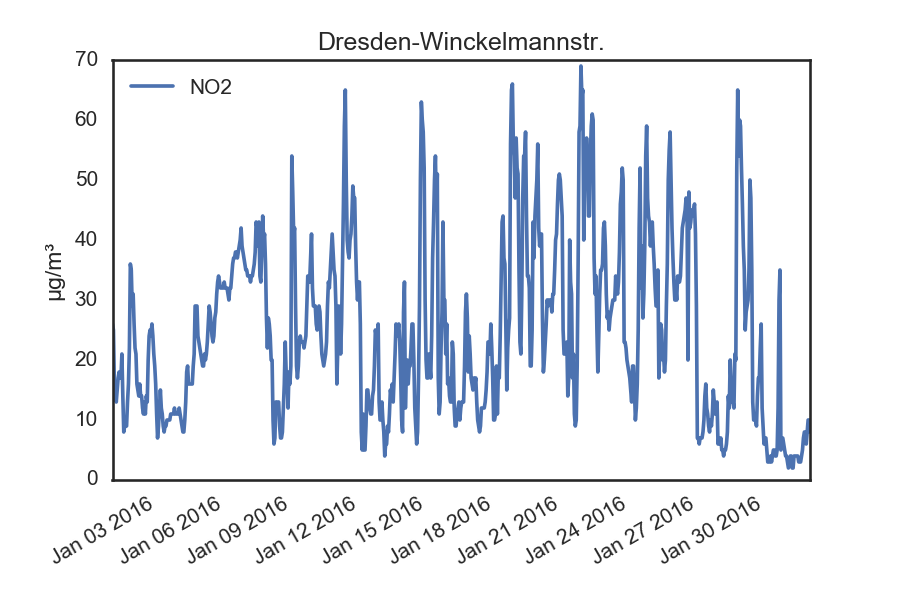 Dresden-Winckelmannstr.
70
60
50
40
30
20
10
0
µg/m³
NO2
Jan 03 2016
Jan 06 2016
Jan 09 2016
Jan 12 2016
Jan 15 2016
Jan 18 2016
Jan 21 2016
Jan 24 2016
Jan 27 2016
Jan 30 2016